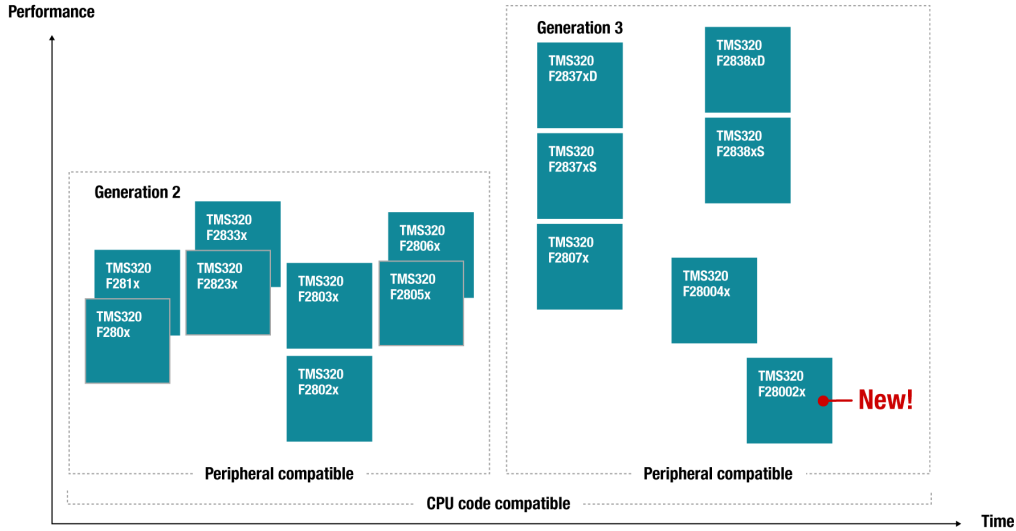 Performance
Generation 3
TMS320
F2837xD
TMS320
F2838xD
TMS320
F2837xS
TMS320
F2838xS
Generation 2
TMS320
F2833x
TMS320
F2806x
TMS320
F2807x
TMS320
F281x
TMS320
F2823x
TMS320
F2803x
TMS320
F2805x
TMS320
F28004x
TMS320
F280x
TMS320
F2802x
TMS320
F28002x
New!
Peripheral compatible
Peripheral compatible
CPU code compatible
Time